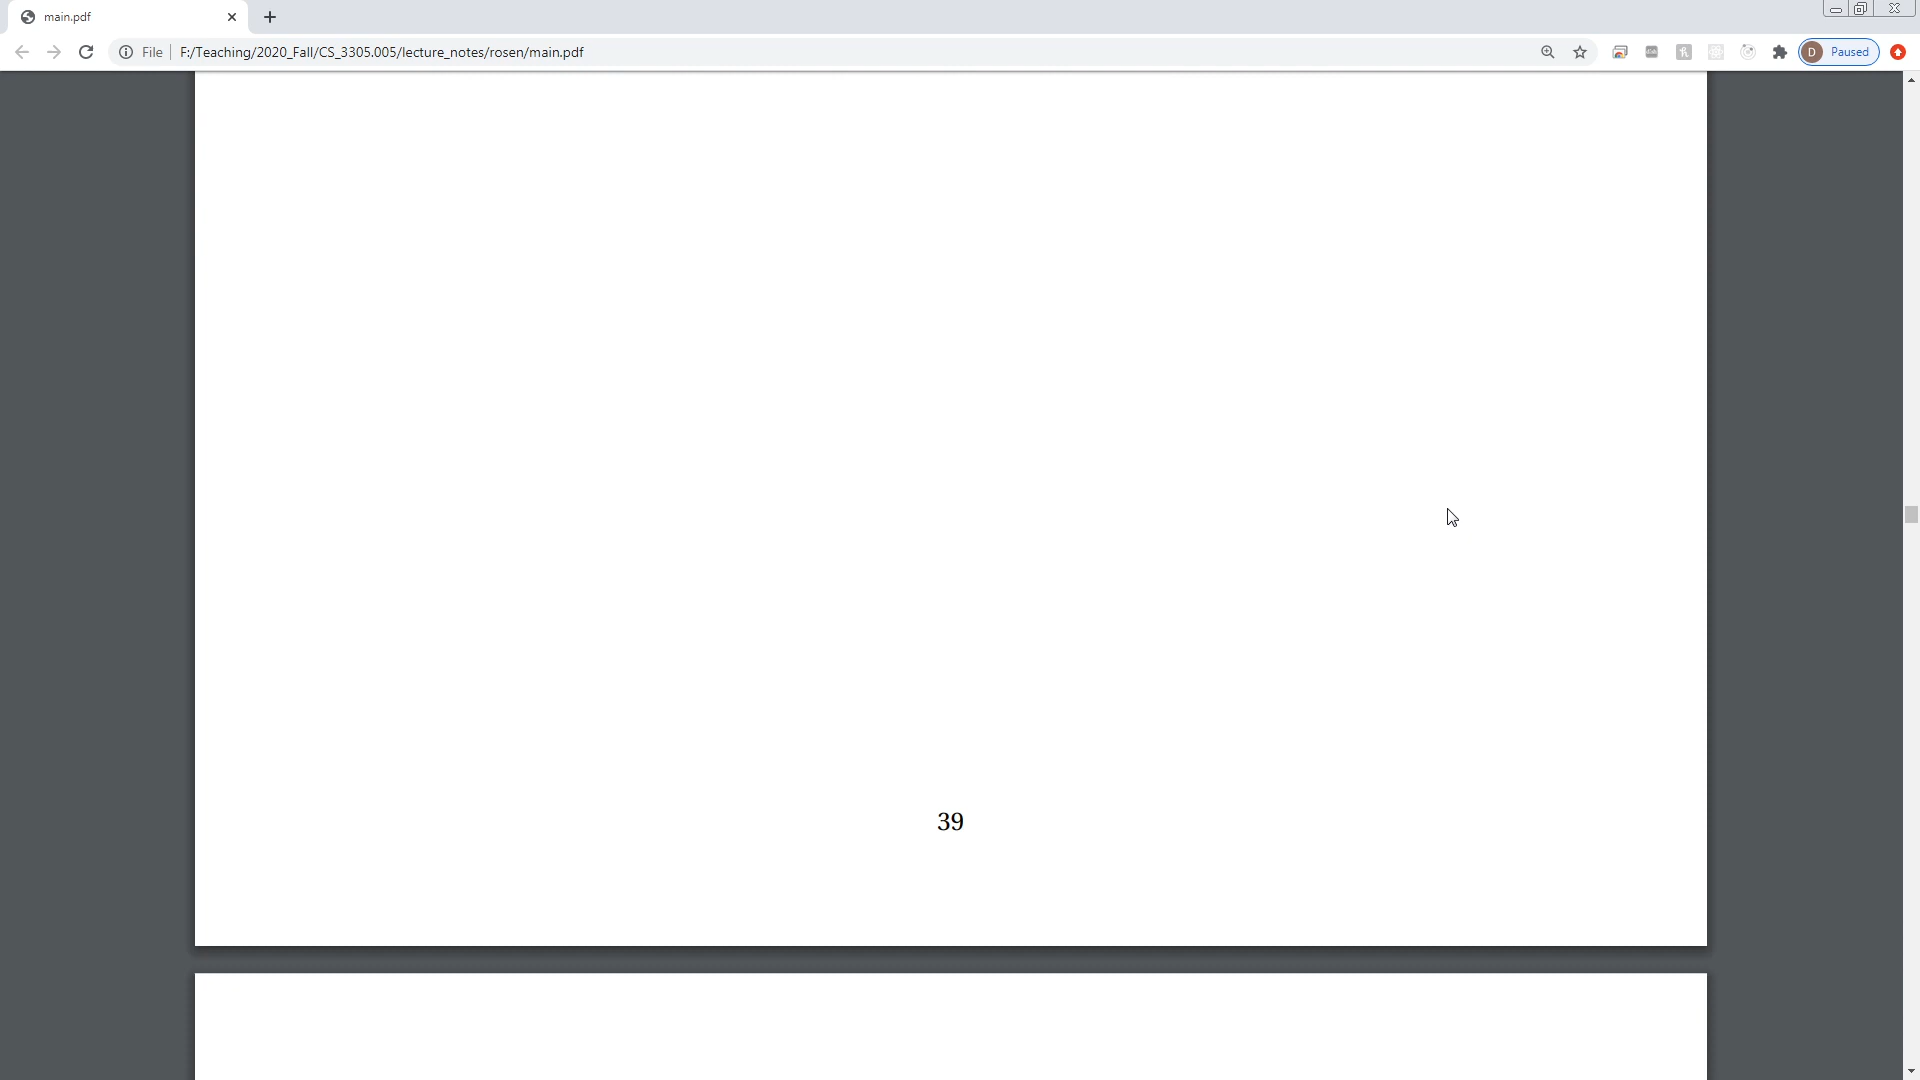 main.pdf
File
F:/Teaching/2020_Fall/CS_3305.005/lecture_notes/rosen/main.pdf
D
Paused
39